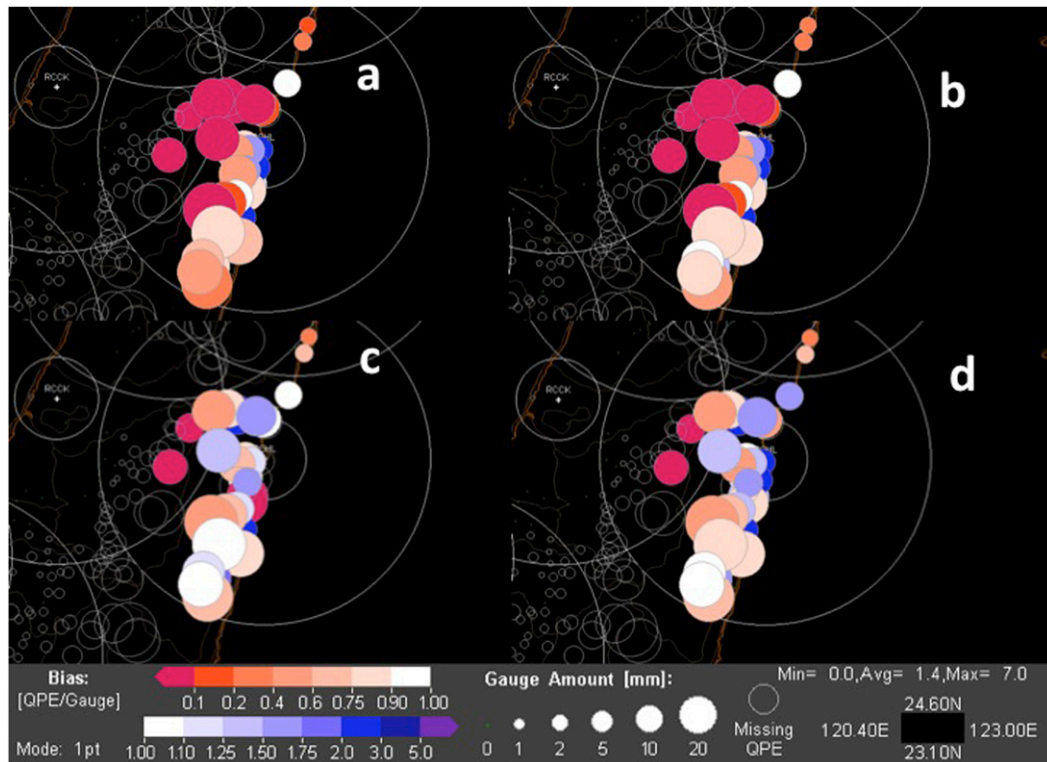 a
b
RCCK
RCCK
c
d
RCCK
RCCK
Bias:
[QPE/Gauge]
0.1 0.2 0.4 0.6 0.75 0.90 1.00
1.00 1.10 1.25 1.50 1.75 2.0 3.0 5.0
Mode: 1pt
Gauge Amount [mm]:
0 1 2 5 10 20
Missing
QPE
Min= 0.0,Avg= 1.4,Max= 7.0
24.60N
120.40E 123.00E
23.10N